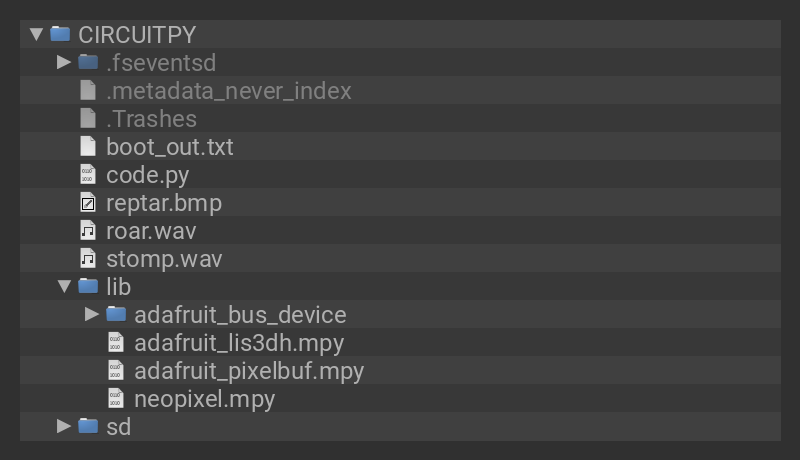 CIRCUITPY
.fseventsd
.metadata_never_index
.Trashes
boot_out.txt
code.py
reptar.bmp
roar.wav
stomp.wav
lib
adafruit_bus_device
adafruit_lis3dh.mpy
adafruit_pixelbuf.mpy
neopixel.mpy
sd